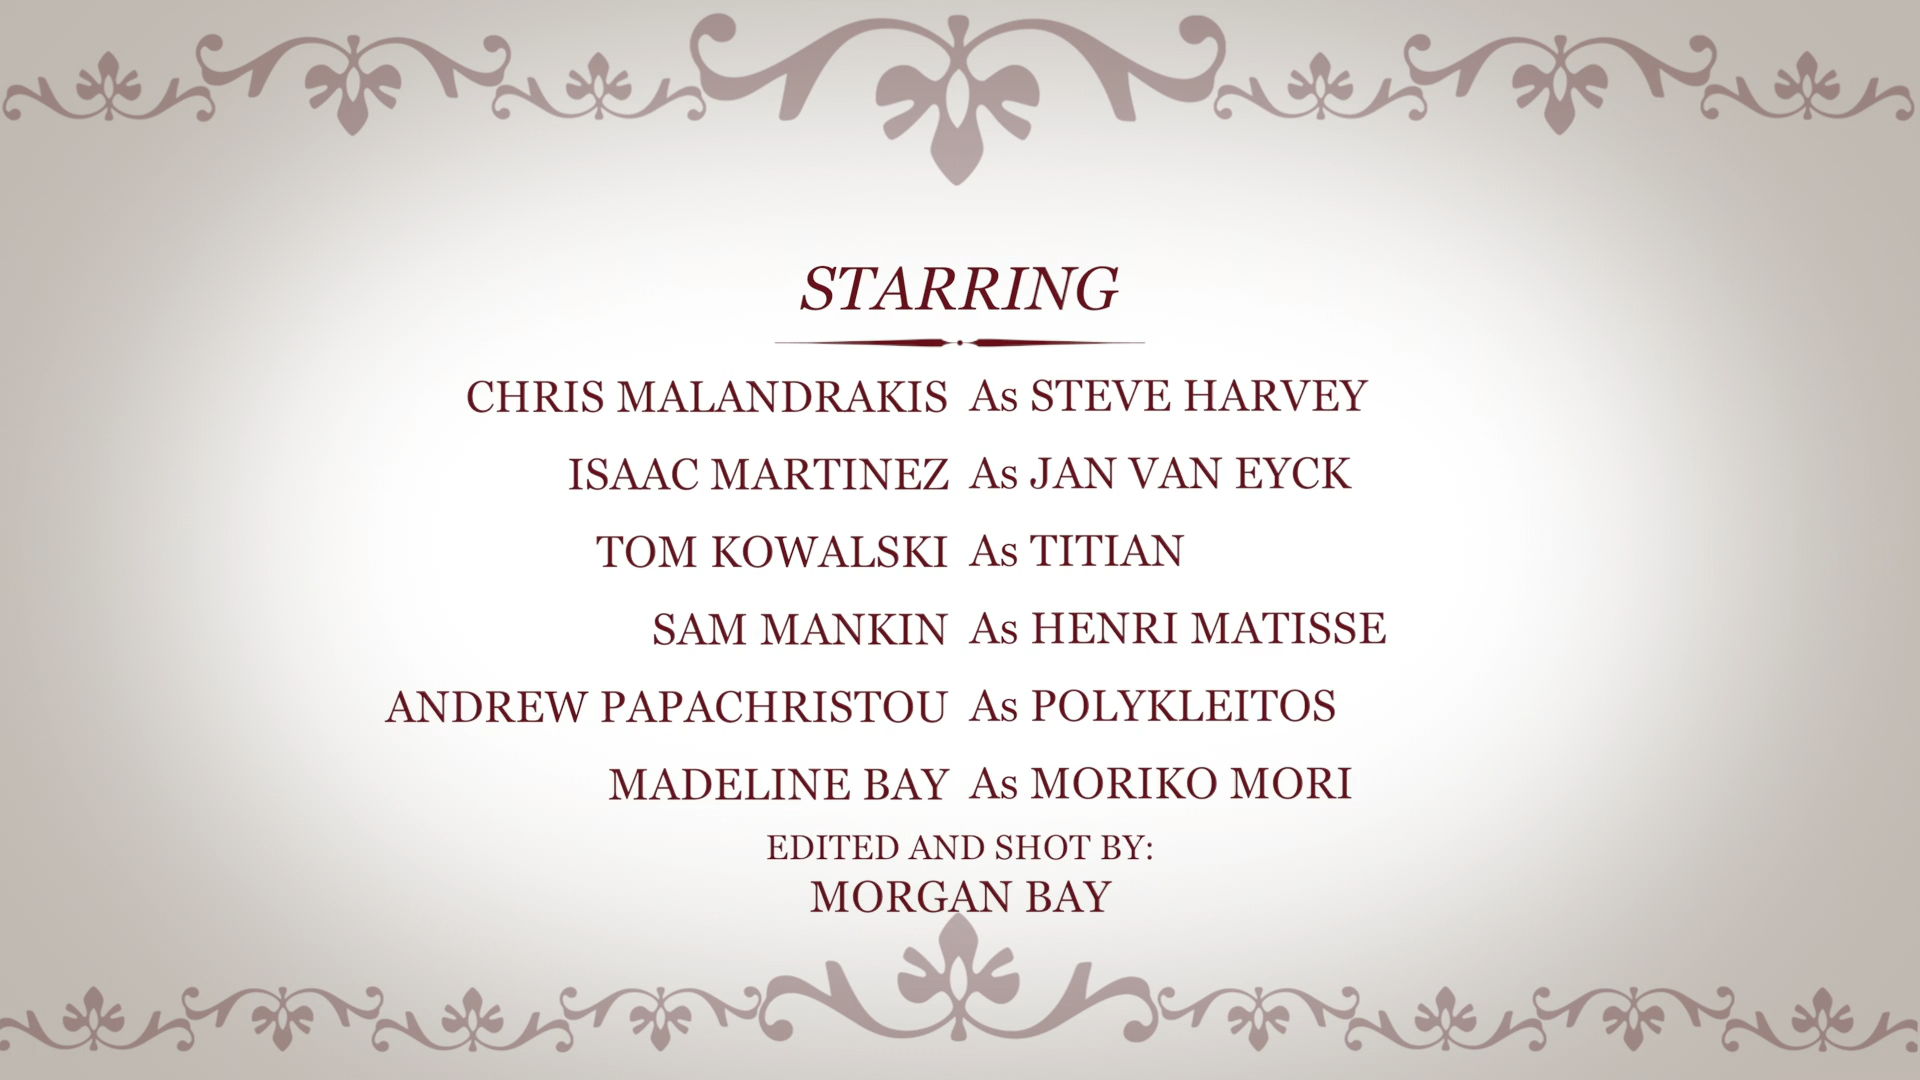 STARRING
CHRIS MALANDRAKIS As STEVE HARVEY
ISAAC MARTINEZ As JAN VAN EYCK
TOM KOWALSKI As TITIAN
SAM MANKIN As HENRI MATISSE
ANDREW PAPACHRISTOU As POLYKLEITOS
MADELINE BAY As MORIKO MORI
EDITED AND SHOT BY:
MORGAN BAY